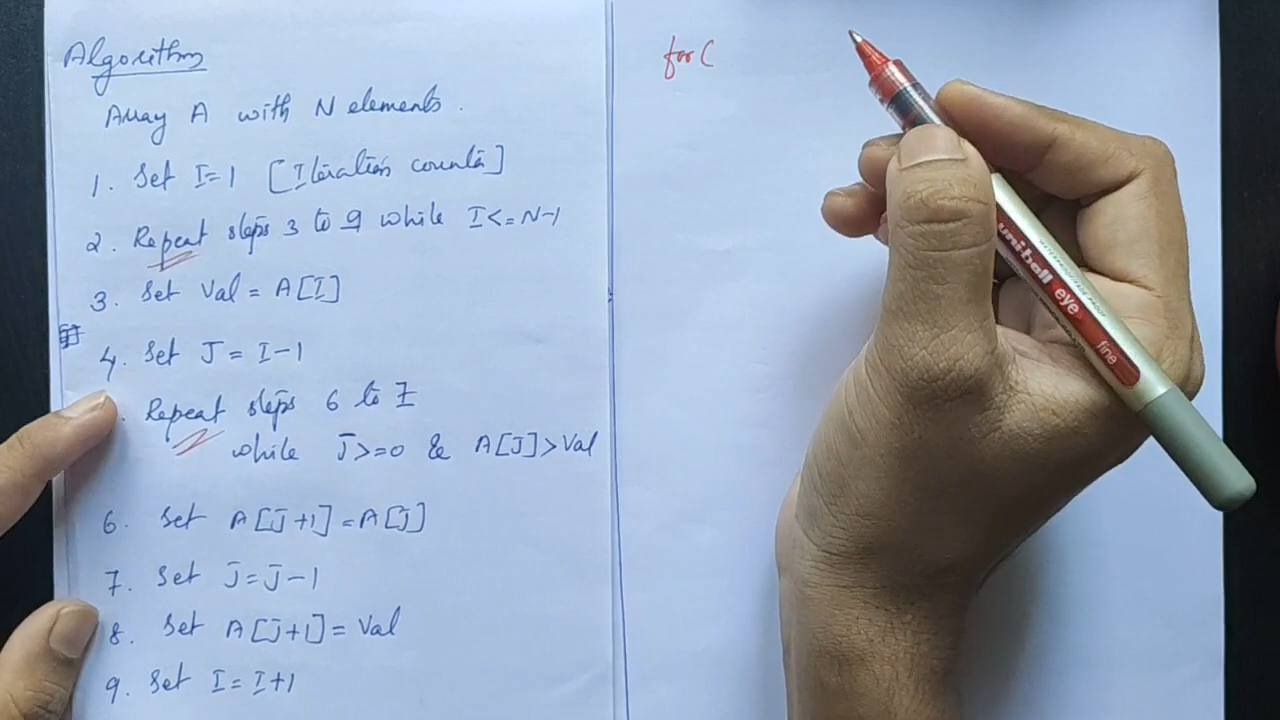 Algorithm
Array A with N elements.
1. Set I=1 [Iteration counter]
2. Repeat steps 3 to 9 while I<=N-1
3. Set Val = A[I]
4. Set J = I-1
Repeat steps 6 to 7
while J>=0 & A[J]>Val
6. Set A[J+1]=A[J]
7. Set J=J-1
8. Set A[J+1]=Val
9. Set I=I+1
for(
uni-ball eye
fine